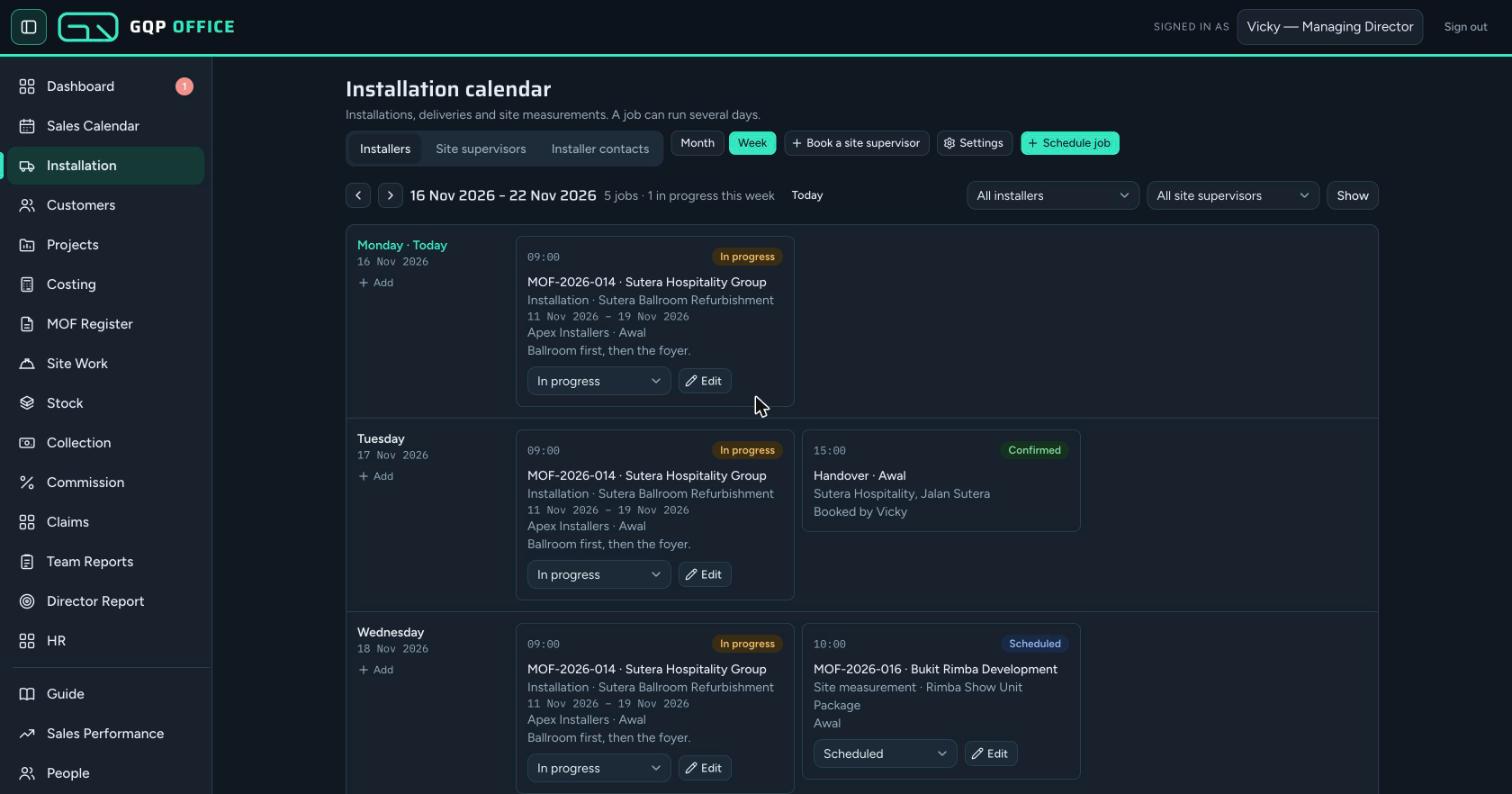 GQP OFFICE
SIGNED IN AS
Vicky — Managing Director
Sign out
Dashboard
1
Sales Calendar
Installation
Customers
Projects
Costing
MOF Register
Site Work
Stock
Collection
Commission
Claims
Team Reports
Director Report
HR
Guide
Sales Performance
People
Installation calendar
Installations, deliveries and site measurements. A job can run several days.
Installers
Site supervisors
Installer contacts
Month
Week
+ Book a site supervisor
Settings
+ Schedule job
16 Nov 2026 – 22 Nov 2026
5 jobs · 1 in progress this week
Today
All installers
All site supervisors
Show
Monday · Today
16 Nov 2026
+ Add
09:00
In progress
MOF-2026-014 · Sutera Hospitality Group
Installation · Sutera Ballroom Refurbishment
11 Nov 2026 – 19 Nov 2026
Apex Installers · Awal
Ballroom first, then the foyer.
In progress
Edit
Tuesday
17 Nov 2026
+ Add
09:00
In progress
MOF-2026-014 · Sutera Hospitality Group
Installation · Sutera Ballroom Refurbishment
11 Nov 2026 – 19 Nov 2026
Apex Installers · Awal
Ballroom first, then the foyer.
In progress
Edit
15:00
Confirmed
Handover · Awal
Sutera Hospitality, Jalan Sutera
Booked by Vicky
Wednesday
18 Nov 2026
+ Add
09:00
In progress
MOF-2026-014 · Sutera Hospitality Group
Installation · Sutera Ballroom Refurbishment
11 Nov 2026 – 19 Nov 2026
Apex Installers · Awal
Ballroom first, then the foyer.
In progress
Edit
10:00
Scheduled
MOF-2026-016 · Bukit Rimba Development
Site measurement · Rimba Show Unit
Package
Awal
Scheduled
Edit